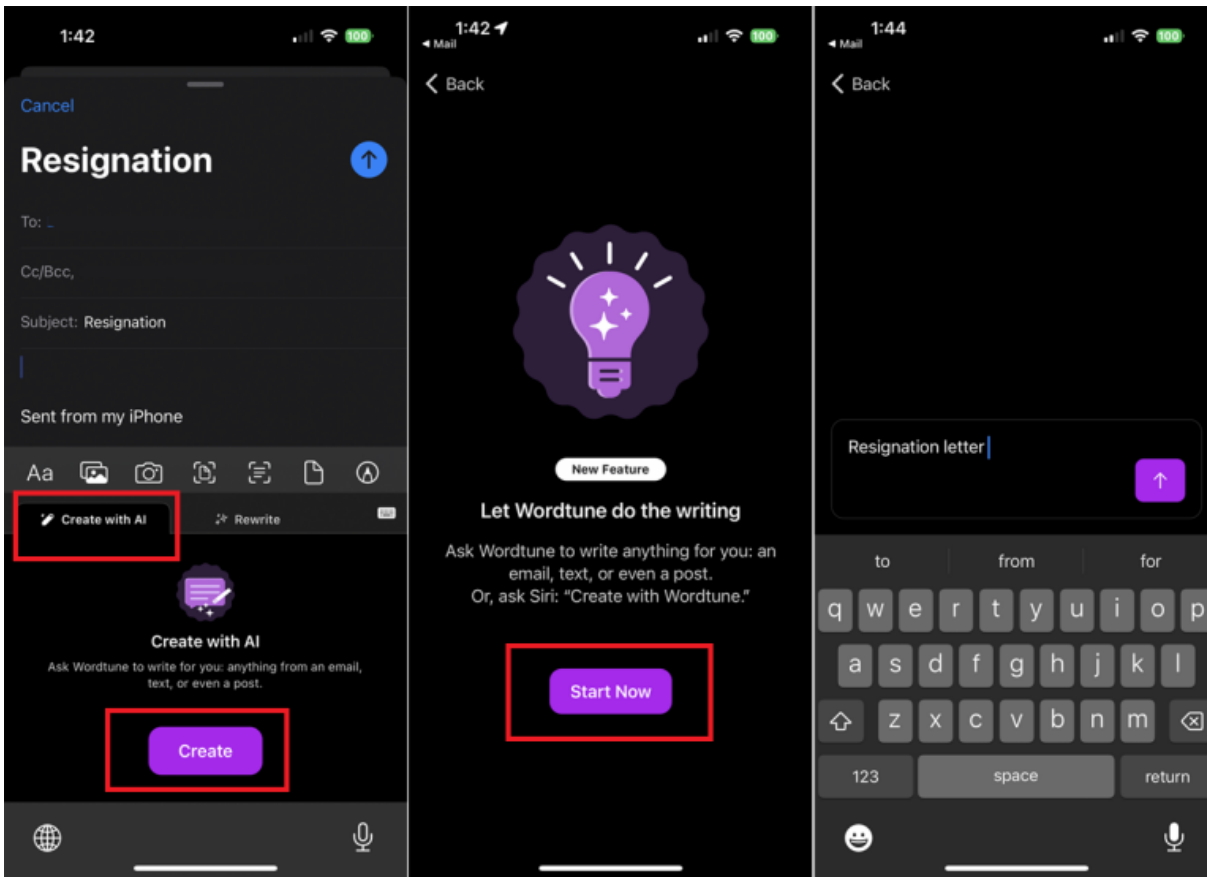 1:42
100
Cancel
Resignation
To:
Cc/Bcc,
Subject: Resignation
Sent from my iPhone
Aa
Create with AI
Rewrite
Create with AI
Ask Wordtune to write for you: anything from an email,
text, or even a post.
Create
1:42
100
Mail
Back
New Feature
Let Wordtune do the writing
Ask Wordtune to write anything for you: an
email, text, or even a post.
Or, ask Siri: “Create with Wordtune.”
Start Now
1:44
100
Mail
Back
Resignation letter
to from for
q w e r t y u i o p
a s d f g h j k l
z x c v b n m
123 space return